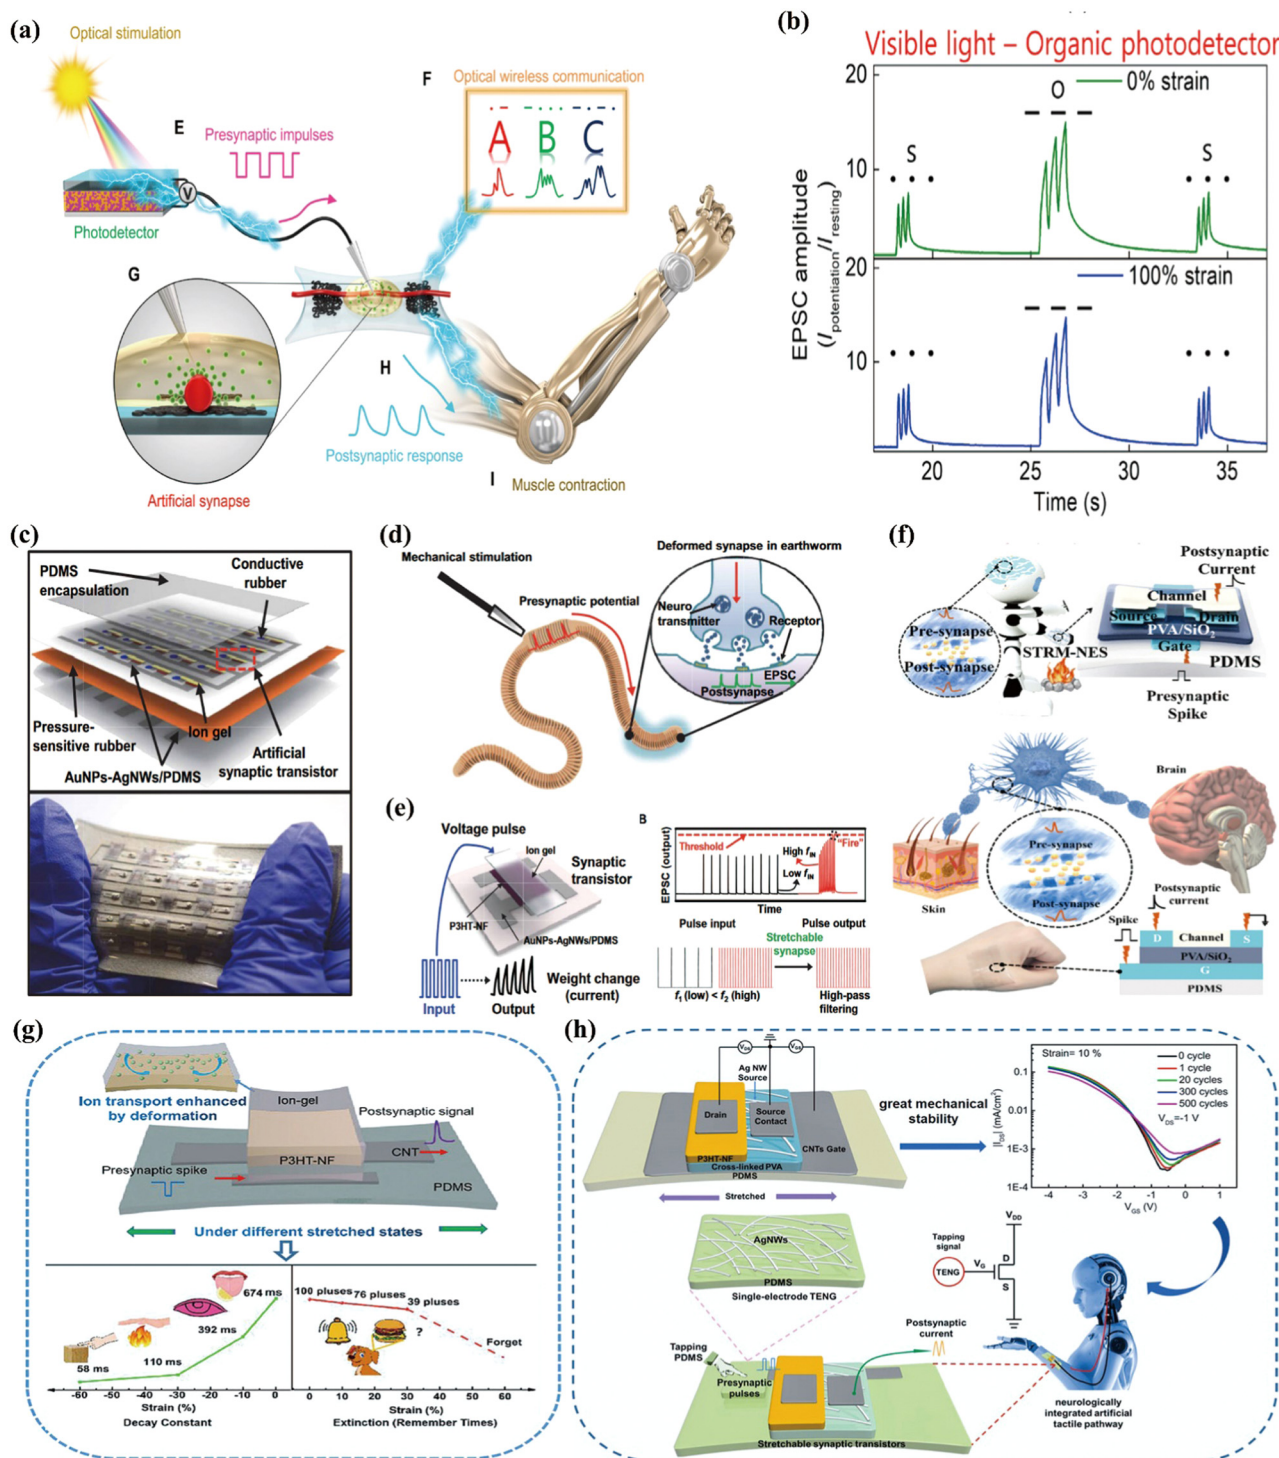 (a)
Optical stimulation
E
Presynaptic impulses
V
Photodetector
F
Optical wireless communication
A B C
G
H
Postsynaptic response
Artificial synapse
I
Muscle contraction
(b)
Visible light – Organic photodetector
20
10
EPSC amplitude
(Ipotentiation/Iresting)
0% strain
S
O
S
20
10
100% strain
20 25 30 35
Time (s)
(c)
PDMS
encapsulation
Conductive
rubber
Pressure-
sensitive rubber
Ion gel
Artificial
synaptic transistor
AuNPs-AgNWs/PDMS
(d)
Mechanical stimulation
Presynaptic potential
Deformed synapse in earthworm
Neuro
transmitter
Receptor
EPSC
Postsynapse
(e)
Voltage pulse
Ion gel
Synaptic
transistor
P3HT-NF
AuNPs-AgNWs/PDMS
Input
Output
Weight change
(current)
B
EPSC (output)
Threshold
"Fire"
High fIN
Low fIN
Time
Pulse input
Pulse output
Stretchable
synapse
f1 (low) < f2 (high)
High-pass
filtering
(f)
Postsynaptic
Current
Channel
Source
Drain
PVA/SiO2
Gate
PDMS
Presynaptic
Spike
Pre-synapse
Post-synapse
STRM-NES
Brain
Pre-synapse
Post-synapse
Skin
Postsynaptic
current
Spike
D
Channel
S
PVA/SiO2
G
PDMS
(g)
Ion transport enhanced
by deformation
Ion-gel
Postsynaptic signal
P3HT-NF
CNT
Presynaptic spike
PDMS
Under different stretched states
58 ms
110 ms
392 ms
674 ms
-60 -50 -40 -30 -20 -10 0
Strain (%)
Decay Constant
100 pluses
76 pluses
39 pluses
?
Forget
0 10 20 30 40 50 60
Strain (%)
Extinction (Remember Times)
(h)
VDS
VGS
Ag NW
Source
Drain
Source
Contact
CNTs Gate
P3HT-NF
Cross-linked PVA
PDMS
Stretched
great mechanical
stability
Strain= 10 %
0 cycle
1 cycle
20 cycles
300 cycles
500 cycles
VDS=-1 V
|IDS| (mA/cm2)
0.1
0.01
1E-3
1E-4
-4 -3 -2 -1 0 1
VGS (V)
AgNWs
PDMS
Single-electrode TENG
Tapping
signal
TENG
VG
VDD
D
S
Tapping
PDMS
Presynaptic
pulses
Postsynaptic
current
Stretchable synaptic transistors
neurologically
integrated artificial
tactile pathway